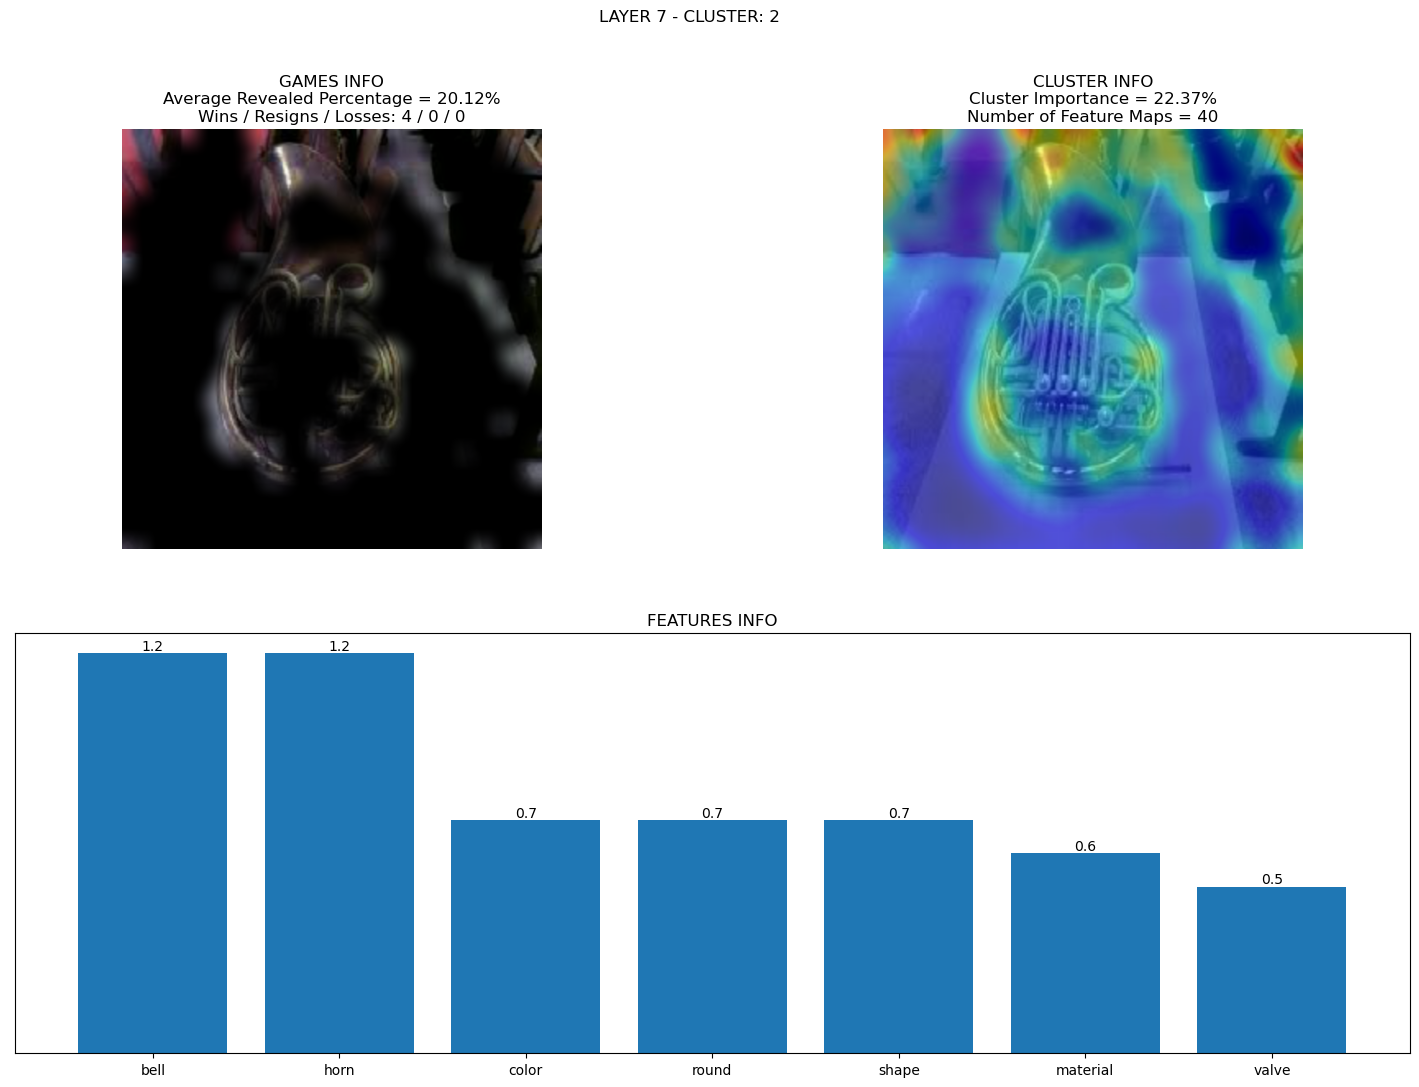 LAYER 7 - CLUSTER: 2
GAMES INFO
Average Revealed Percentage = 20.12%
Wins / Resigns / Losses: 4 / 0 / 0
CLUSTER INFO
Cluster Importance = 22.37%
Number of Feature Maps = 40
FEATURES INFO
1.2 1.2 0.7 0.7 0.7 0.6 0.5
bell horn color round shape material valve